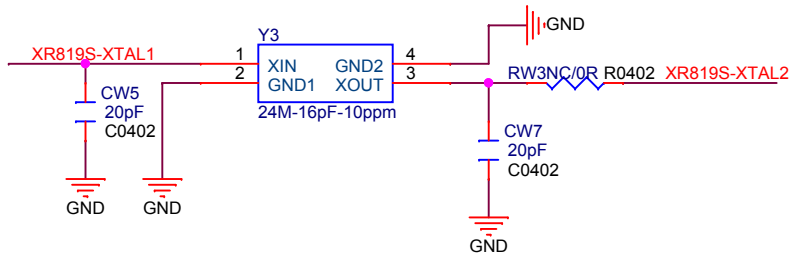 Y3
GND
XR819S-XTAL1
1
XIN
GND2
4
2
GND1
XOUT
3
RW3NC/0R
R0402
XR819S-XTAL2
24M-16pF-10ppm
CW5
20pF
C0402
CW7
20pF
C0402
GND
GND
GND